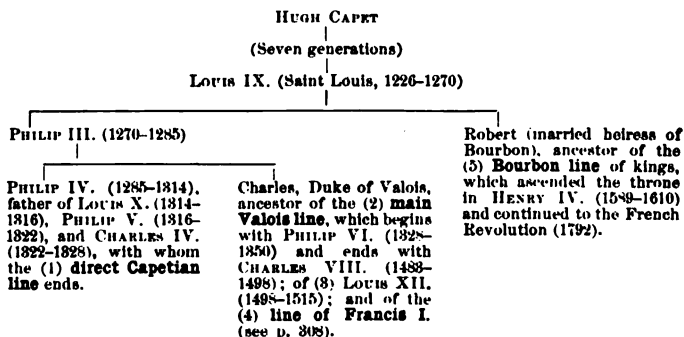 HUGH CAPET
(Seven generations)
LOUIS IX. (Saint Louis, 1226–1270)
PHILIP III. (1270–1285)
PHILIP IV. (1285–1314),
father of LOUIS X. (1314–
1316), PHILIP V. (1316–
1322), and CHARLES IV.
(1322–1328), with whom
the (1) direct Capetian
line ends.
Charles, Duke of Valois,
ancestor of the (2) main
Valois line, which begins
with PHILIP VI. (1328–
1350) and ends with
CHARLES VIII. (1483–
1498); of (3) LOUIS XII.
(1498–1515); and of the
(4) line of Francis I.
(see p. 308).
Robert (married heiress of
Bourbon), ancestor of the
(5) Bourbon line of kings,
which ascended the throne
in HENRY IV. (1589–1610)
and continued to the French
Revolution (1792).